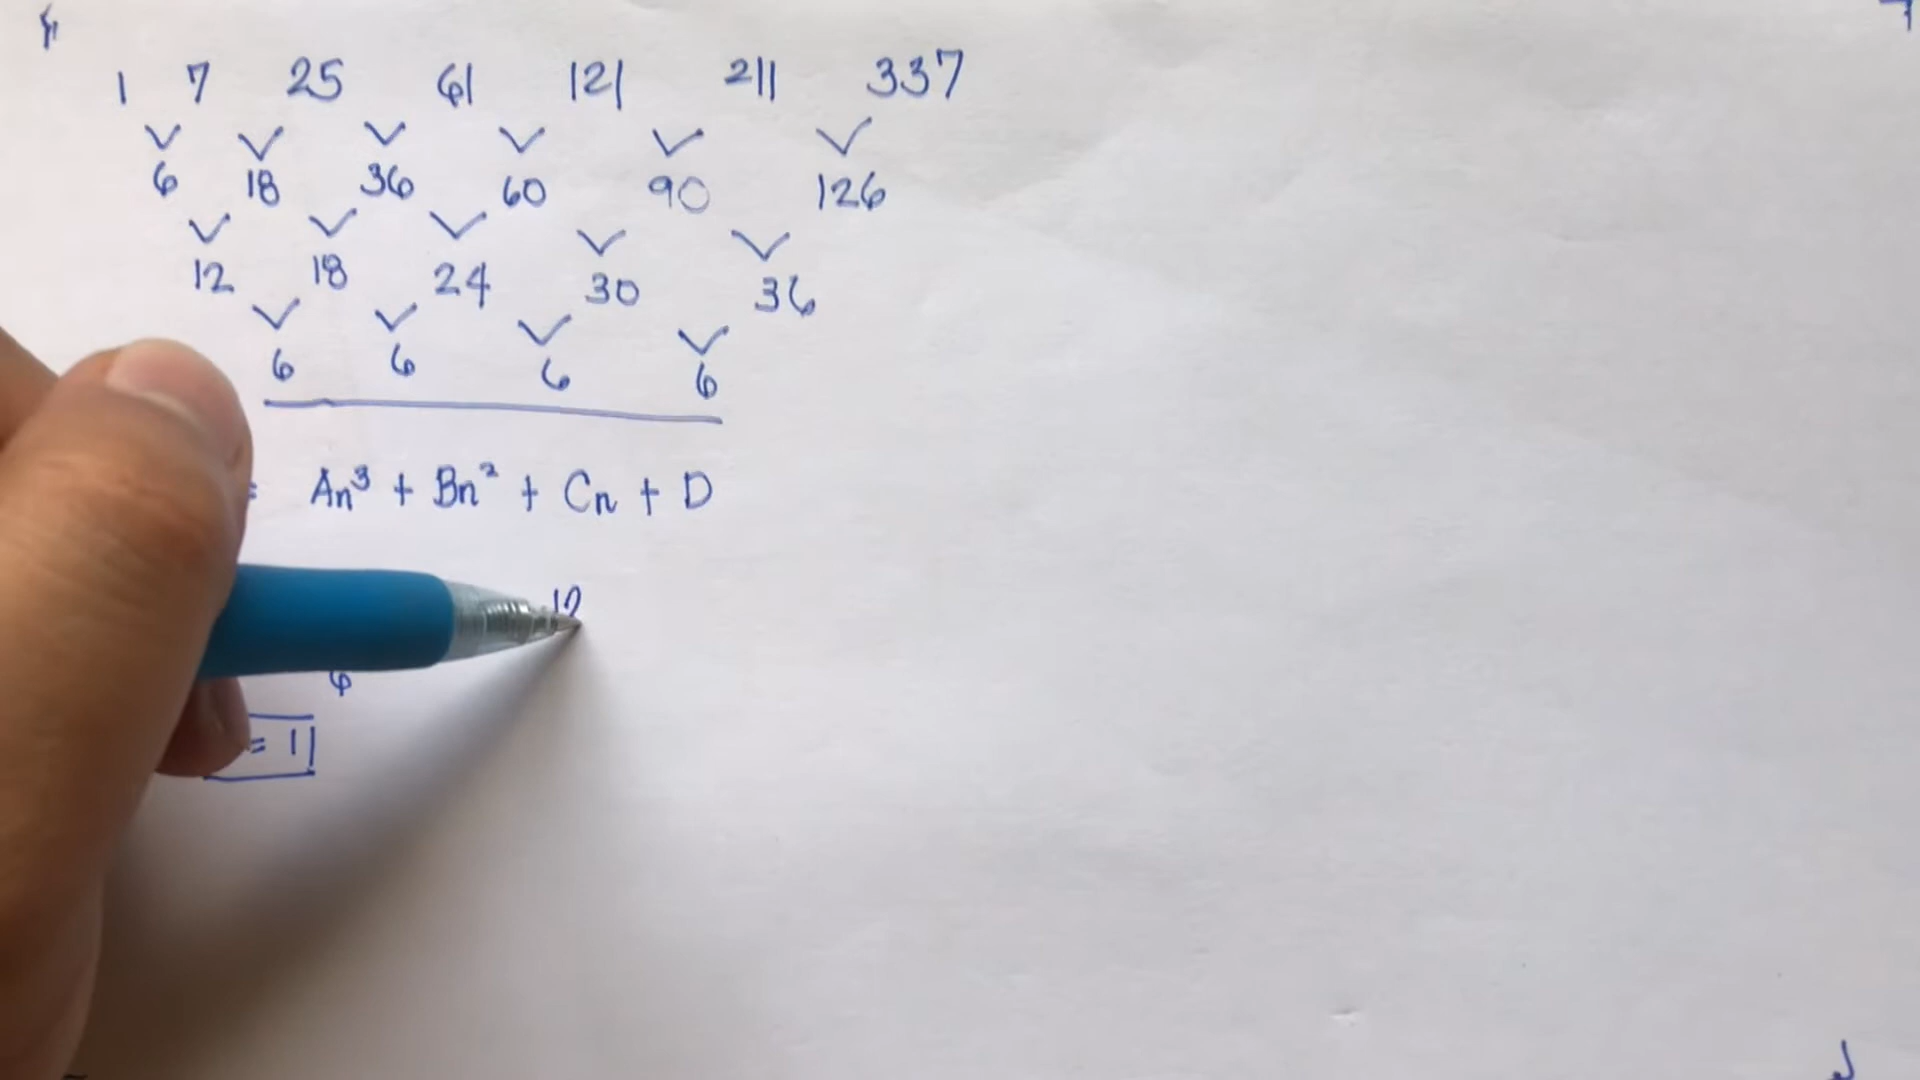 1 7 25 61 121 211 337
6 18 36 60 90 126
12 18 24 30 36
6 6 6 6
= An³ + Bn² + Cn + D
12
6
= 1